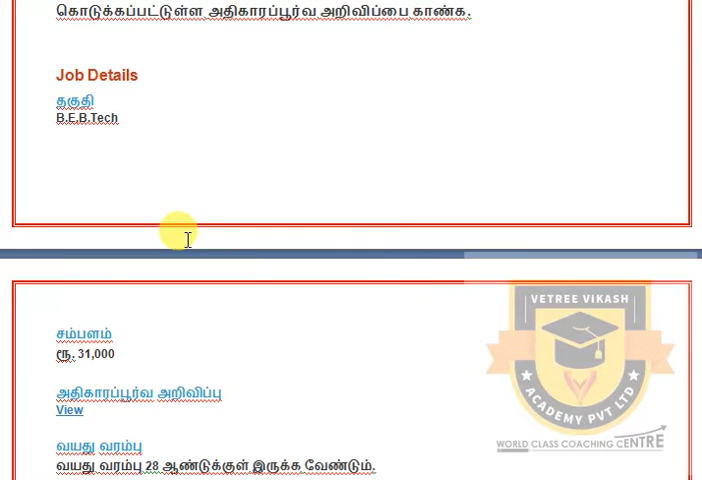 கொடுக்கப்பட்டுள்ள அதிகாரப்பூர்வ அறிவிப்பை காண்க.
Job Details
தகுதி
B.E,B.Tech
சம்பளம்
ரூ. 31,000
அதிகாரப்பூர்வ அறிவிப்பு
View
வயது வரம்பு
வயது வரம்பு 28 ஆண்டுக்குள் இருக்க வேண்டும்.
VETREE VIKASH
ACADEMY PVT LTD
WORLD CLASS COACHING CENTRE